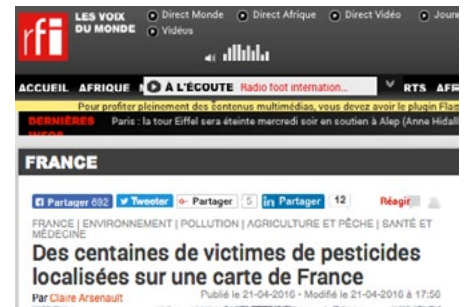 rfi
LES VOIX
DU MONDE
Direct Monde Direct Afrique Direct Vidéo
Vidéos
ACCUEIL AFRIQUE À L'ÉCOUTE Radio foot internation... RTS
Pour profiter pleinement des contenus multimédias, vous devez avoir le plugin
DERNIÈRES Paris : la tour Eiffel sera éteinte mercredi soir en soutien à Alep (Anne
INFOS
FRANCE
Partager 692 Tweeter Partager 5 Partager 12 Réagir
FRANCE | ENVIRONNEMENT | POLLUTION | AGRICULTURE ET PÊCHE | SANTÉ ET
MÉDECINE
Des centaines de victimes de pesticides
localisées sur une carte de France
Par Claire Arsenault Publié le 21-04-2016 - Modifié le 21-04-2016 à 17:56